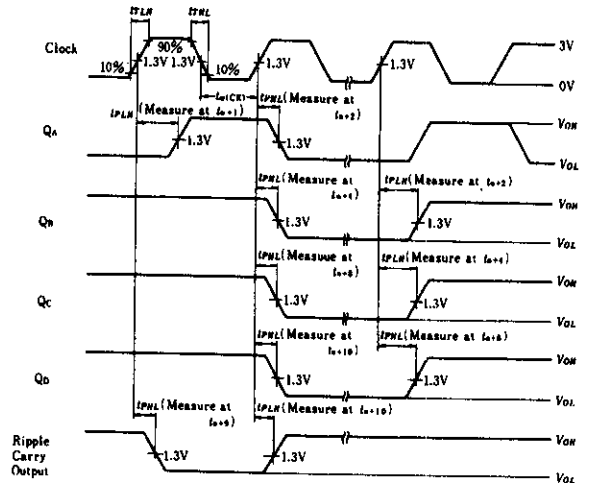 tTLH
tTHL
Clock
90%
3V
10%
1.3V
1.3V
10%
1.3V
1.3V
0V
tw(CK)
tPHL(Measure at
tn+2)
tPLH(Measure at tn+1)
QA
1.3V
1.3V
VOH
VOL
tPHL(Measure at
tn+4)
tPLH(Measure at tn+2)
QB
1.3V
1.3V
VOH
VOL
tPHL(Measure at
tn+8)
tPLH(Measure at tn+4)
QC
1.3V
1.3V
VOH
VOL
tPHL(Measure at
tn+10)
tPHL(Measure at tn+8)
QD
1.3V
1.3V
VOH
VOL
tPHL(Measure at
tn+9)
tPLH(Measure at tn+10)
Ripple
Carry
Output
1.3V
1.3V
VOH
VOL